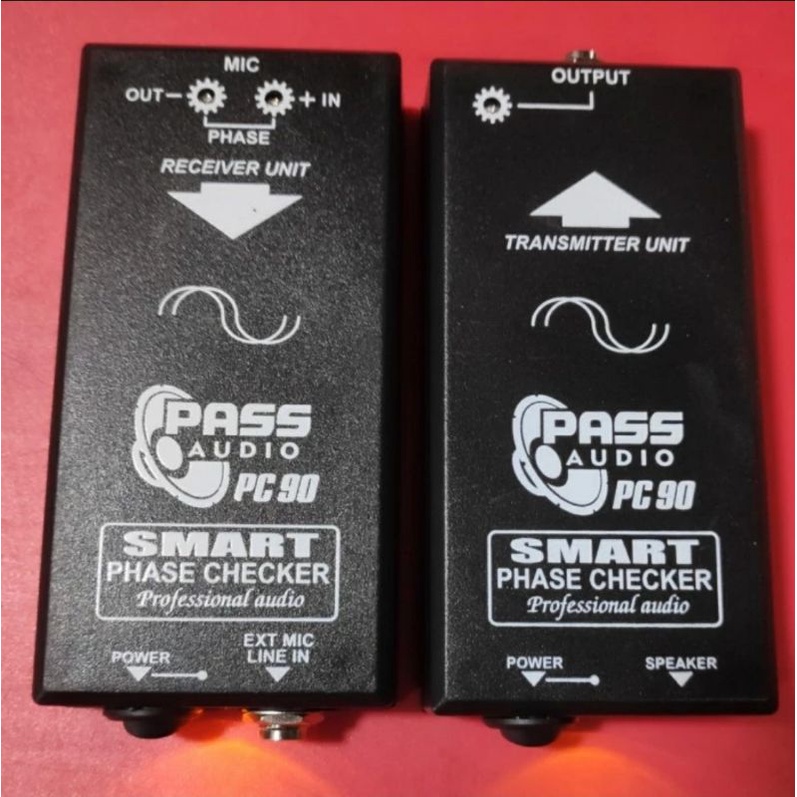 MIC
OUT - + IN
PHASE
RECEIVER UNIT
PASS
AUDIO
PC 90
SMART
PHASE CHECKER
Professional audio
POWER
EXT MIC
LINE IN
OUTPUT
TRANSMITTER UNIT
PASS
AUDIO
PC 90
SMART
PHASE CHECKER
Professional audio
POWER
SPEAKER